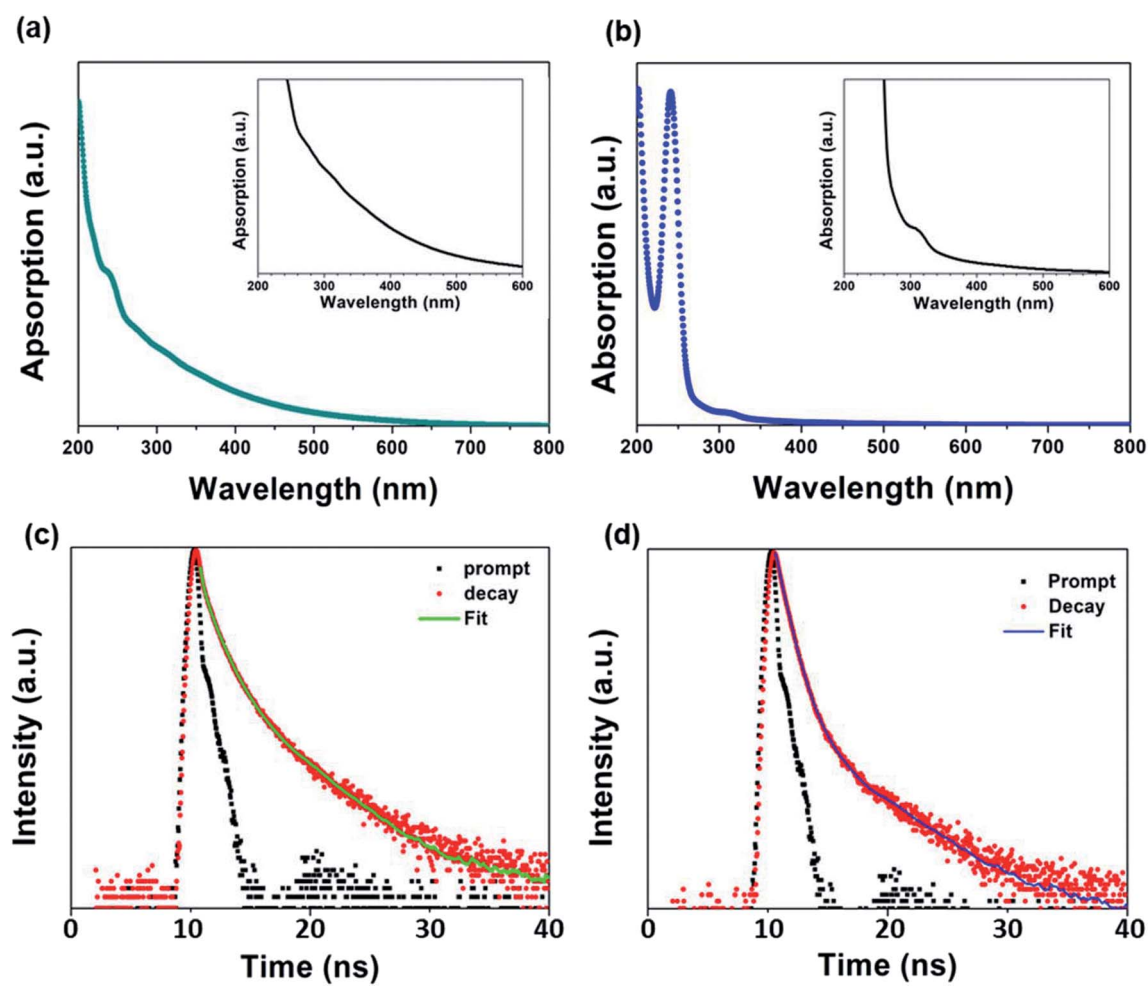 (a)
Apsorption (a.u.)
Apsorption (a.u.)
200 300 400 500 600
Wavelength (nm)
200 300 400 500 600 700 800
Wavelength (nm)
(b)
Absorption (a.u.)
Absorption (a.u.)
200 300 400 500 600
Wavelength (nm)
200 300 400 500 600 700 800
Wavelength (nm)
(c)
Intensity (a.u.)
prompt
decay
Fit
0 10 20 30 40
Time (ns)
(d)
Intensity (a.u.)
Prompt
Decay
Fit
0 10 20 30 40
Time (ns)